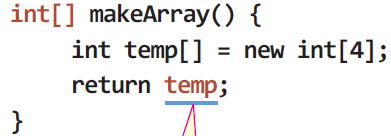 int[] makeArray() {
int temp[] = new int[4];
return temp;
}